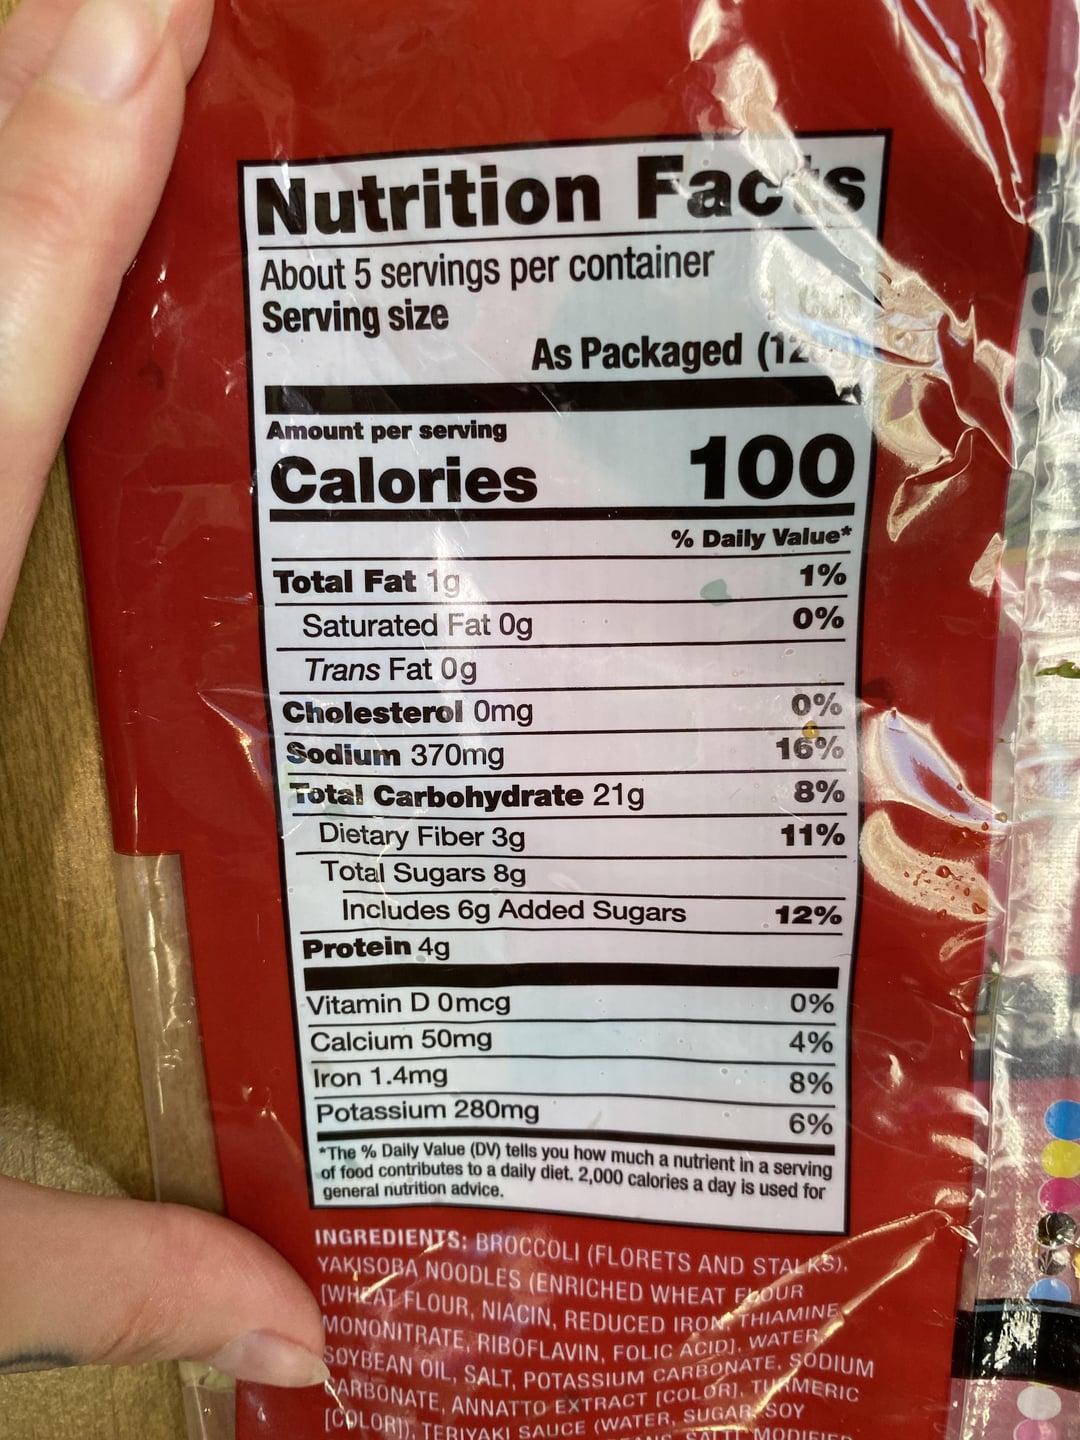 Nutrition Facts
About 5 servings per container
Serving size
As Packaged
Amount per serving
Calories 100
% Daily Value*
Total Fat 1g 1%
Saturated Fat 0g 0%
Trans Fat 0g
Cholesterol 0mg 0%
Sodium 370mg 16%
Total Carbohydrate 21g 8%
Dietary Fiber 3g 11%
Total Sugars 8g
Includes 6g Added Sugars 12%
Protein 4g
Vitamin D 0mcg 0%
Calcium 50mg 4%
Iron 1.4mg 8%
Potassium 280mg 6%
*The % Daily Value (DV) tells you how much a nutrient in a serving
of food contributes to a daily diet. 2,000 calories a day is used for
general nutrition advice.
INGREDIENTS: BROCCOLI (FLORETS AND STALKS),
YAKISOBA NOODLES (ENRICHED WHEAT FLOUR
[WHEAT FLOUR, NIACIN, REDUCED IRON, THIAMINE
MONONITRATE, RIBOFLAVIN, FOLIC ACID], WATER,
SOYBEAN OIL, SALT, POTASSIUM CARBONATE, SODIUM
CARBONATE, ANNATTO EXTRACT [COLOR], TURMERIC
[COLOR]), TERIYAKI SAUCE (WATER, SUGAR, SOY
MODIFIED